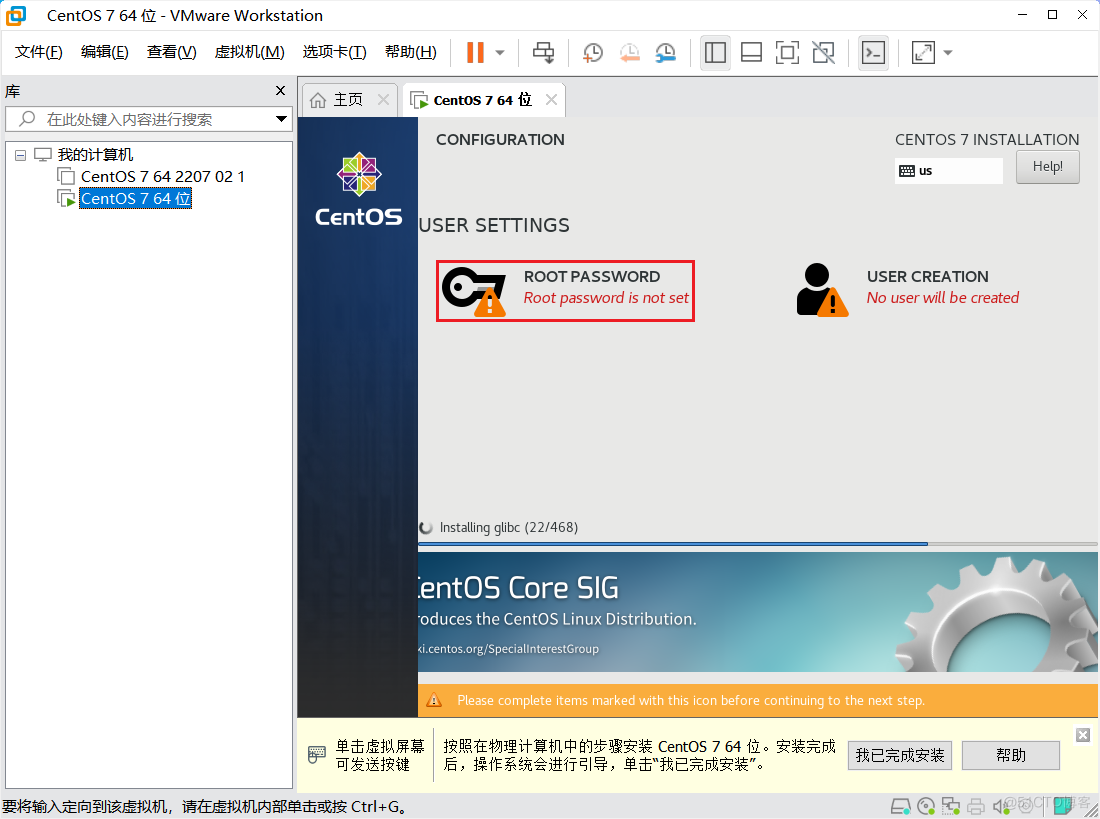 CentOS 7 64 位 - VMware Workstation
文件(F) 编辑(E) 查看(V) 虚拟机(M) 选项卡(T) 帮助(H)
库
在此处键入内容进行搜索
我的计算机
CentOS 7 64 2207 02 1
CentOS 7 64 位
主页
CentOS 7 64 位
CentOS
CONFIGURATION
CENTOS 7 INSTALLATION
us
Help!
USER SETTINGS
ROOT PASSWORD
Root password is not set
USER CREATION
No user will be created
Installing glibc (22/468)
CentOS Core SIG
roduces the CentOS Linux Distribution.
ki.centos.org/SpecialInterestGroup
Please complete items marked with this icon before continuing to the next step.
单击虚拟屏幕
可发送按键
按照在物理计算机中的步骤安装 CentOS 7 64 位。安装完成
后，操作系统会进行引导，单击“我已完成安装”。
我已完成安装
帮助
要将输入定向到该虚拟机，请在虚拟机内部单击或按 Ctrl+G。
@51CTO博客